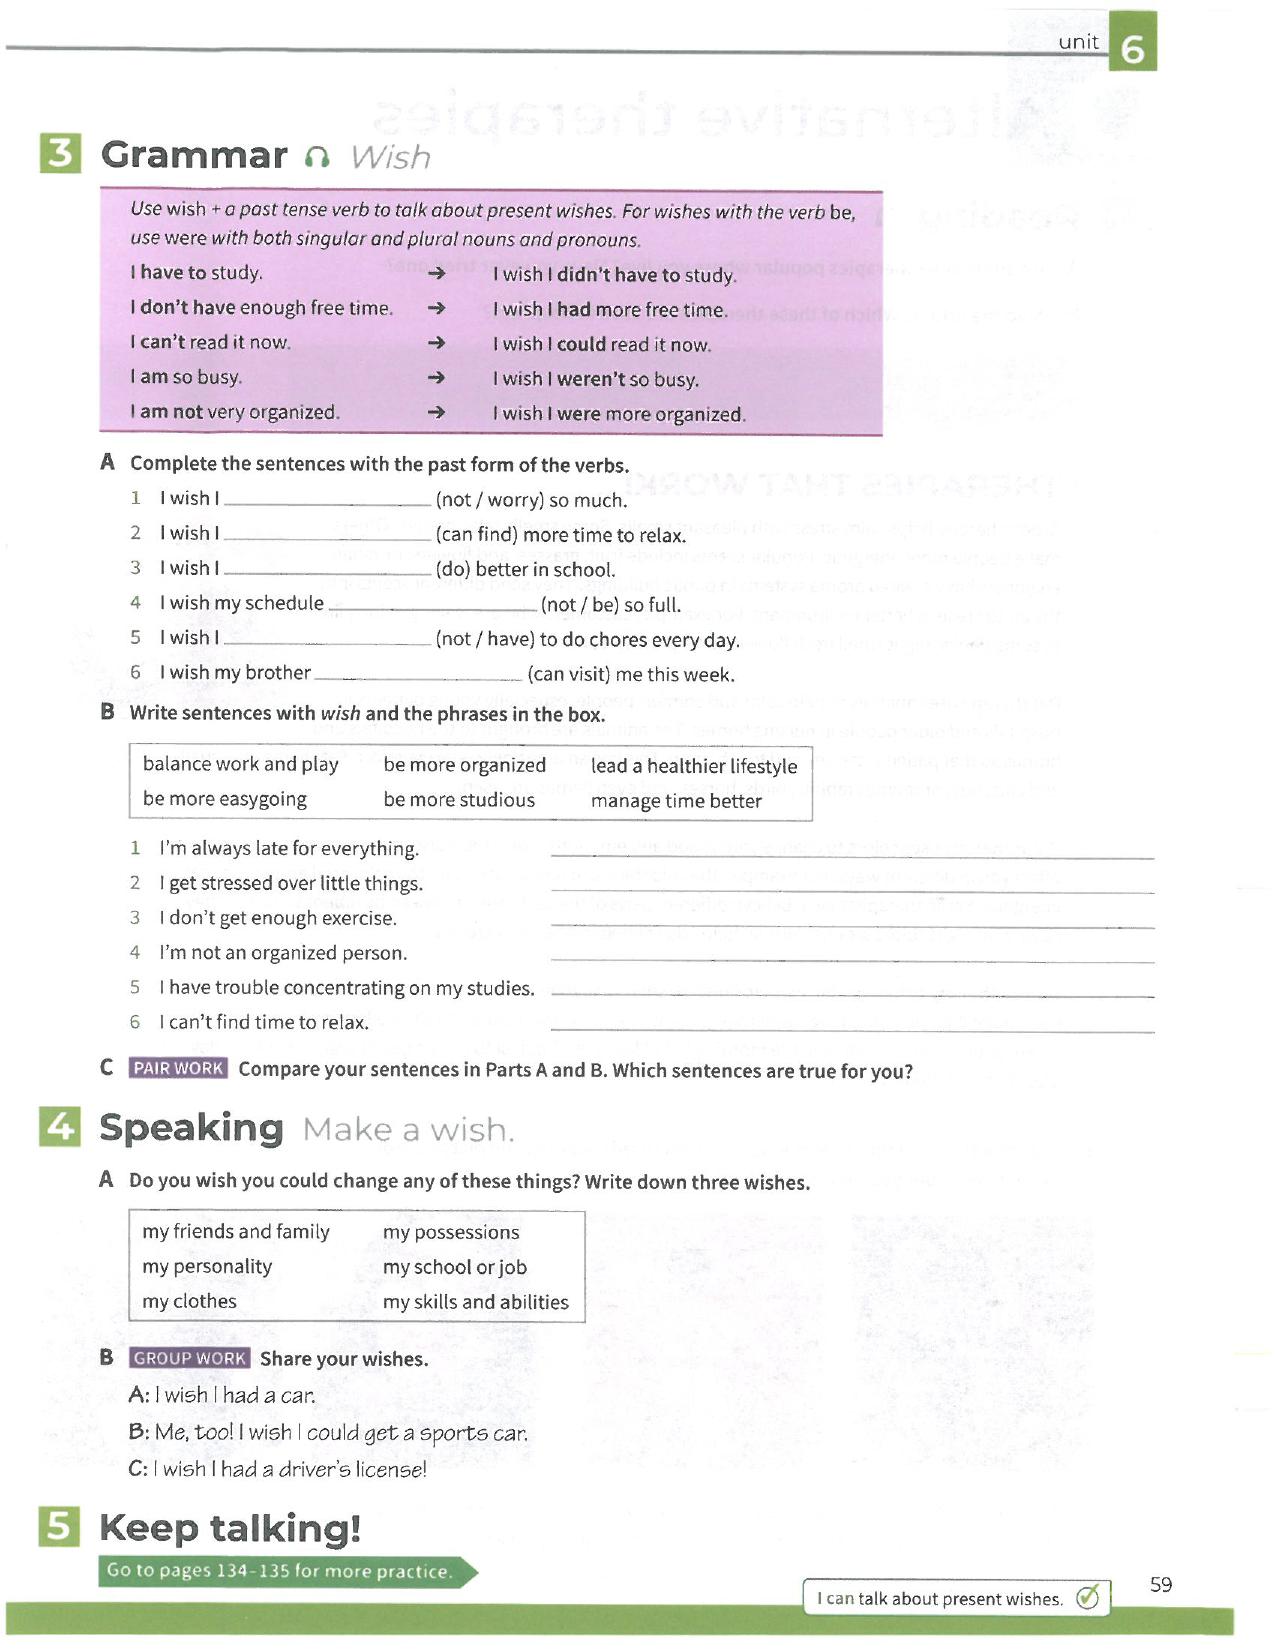 unit 6
3 Grammar Wish
Use wish + a past tense verb to talk about present wishes. For wishes with the verb be,
use were with both singular and plural nouns and pronouns.
I have to study. → I wish I didn't have to study.
I don't have enough free time. → I wish I had more free time.
I can't read it now. → I wish I could read it now.
I am so busy. → I wish I weren't so busy.
I am not very organized. → I wish I were more organized.
A Complete the sentences with the past form of the verbs.
1 I wish I ____________________ (not / worry) so much.
2 I wish I ____________________ (can find) more time to relax.
3 I wish I ____________________ (do) better in school.
4 I wish my schedule ____________________ (not / be) so full.
5 I wish I ____________________ (not / have) to do chores every day.
6 I wish my brother ____________________ (can visit) me this week.
B Write sentences with wish and the phrases in the box.
balance work and play be more organized lead a healthier lifestyle
be more easygoing be more studious manage time better
1 I'm always late for everything.
2 I get stressed over little things.
3 I don't get enough exercise.
4 I'm not an organized person.
5 I have trouble concentrating on my studies.
6 I can't find time to relax.
C PAIR WORK Compare your sentences in Parts A and B. Which sentences are true for you?
4 Speaking Make a wish.
A Do you wish you could change any of these things? Write down three wishes.
my friends and family my possessions
my personality my school or job
my clothes my skills and abilities
B GROUP WORK Share your wishes.
A: I wish I had a car.
B: Me, too! I wish I could get a sports car.
C: I wish I had a driver's license!
5 Keep talking!
Go to pages 134–135 for more practice.
I can talk about present wishes.
59